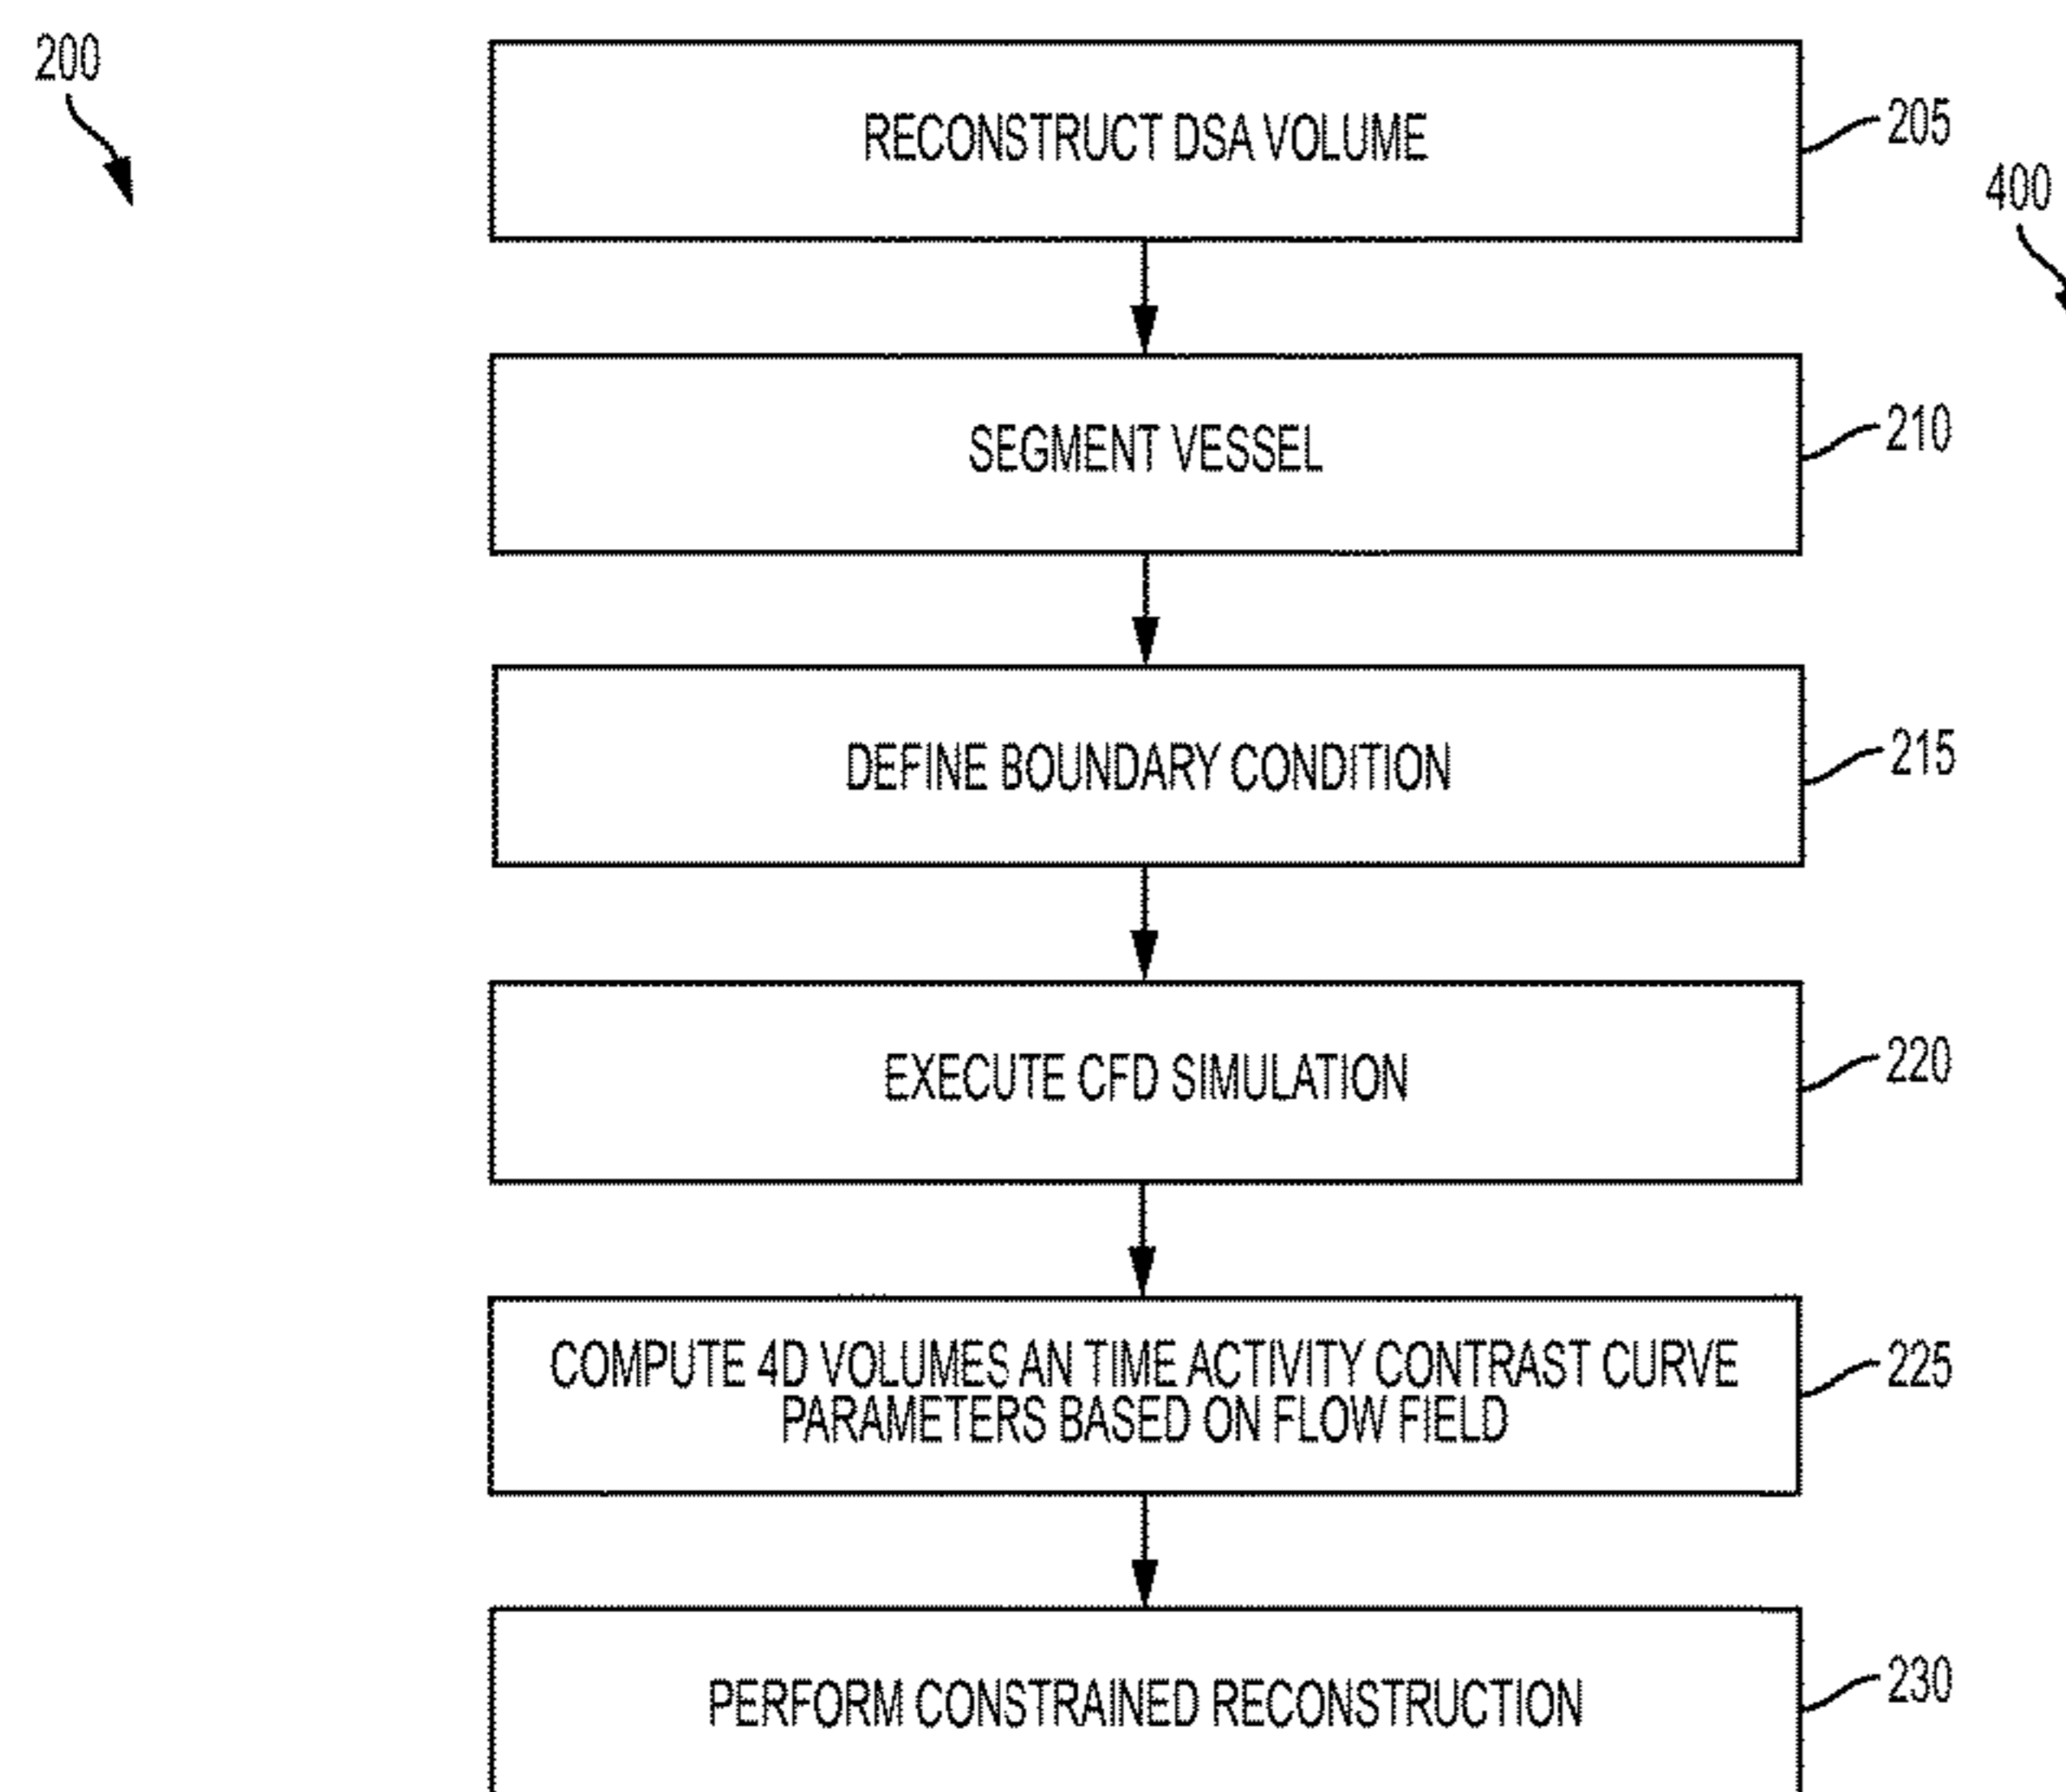 200
RECONSTRUCT DSA VOLUME
205
400
SEGMENT VESSEL
210
DEFINE BOUNDARY CONDITION
215
EXECUTE CFD SIMULATION
220
COMPUTE 4D VOLUMES AN TIME ACTIVITY CONTRAST CURVE
PARAMETERS BASED ON FLOW FIELD
225
PERFORM CONSTRAINED RECONSTRUCTION
230